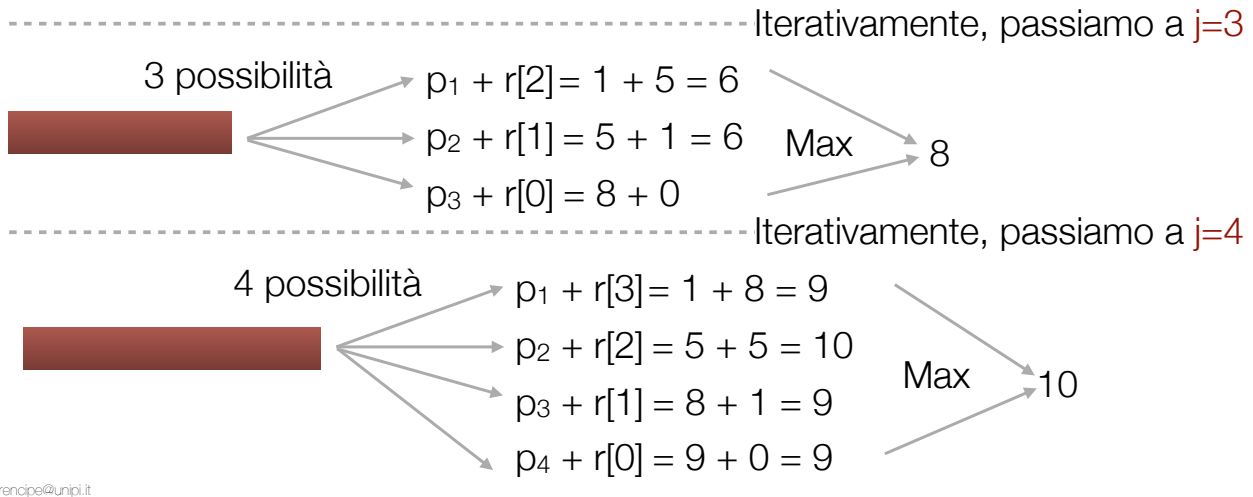 Iterativamente, passiamo a j=3
3 possibilità
p₁ + r[2] = 1 + 5 = 6
p₂ + r[1] = 5 + 1 = 6
Max
8
p₃ + r[0] = 8 + 0
Iterativamente, passiamo a j=4
4 possibilità
p₁ + r[3] = 1 + 8 = 9
p₂ + r[2] = 5 + 5 = 10
Max
10
p₃ + r[1] = 8 + 1 = 9
p₄ + r[0] = 9 + 0 = 9
rencipe@unipi.it